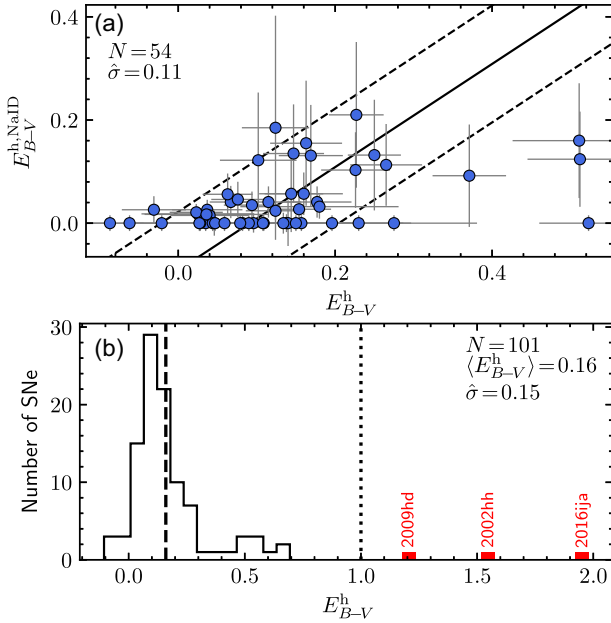 (a)
N = 54
σ̂ = 0.11
0.4
0.2
0.0
E^{h,NaID}_{B−V}
0.0 0.2 0.4
E^{h}_{B−V}
(b)
N = 101
⟨E^{h}_{B−V}⟩ = 0.16
σ̂ = 0.15
30
20
10
0
Number of SNe
2009hd
2002hh
2016ija
0.0 0.5 1.0 1.5 2.0
E^{h}_{B−V}